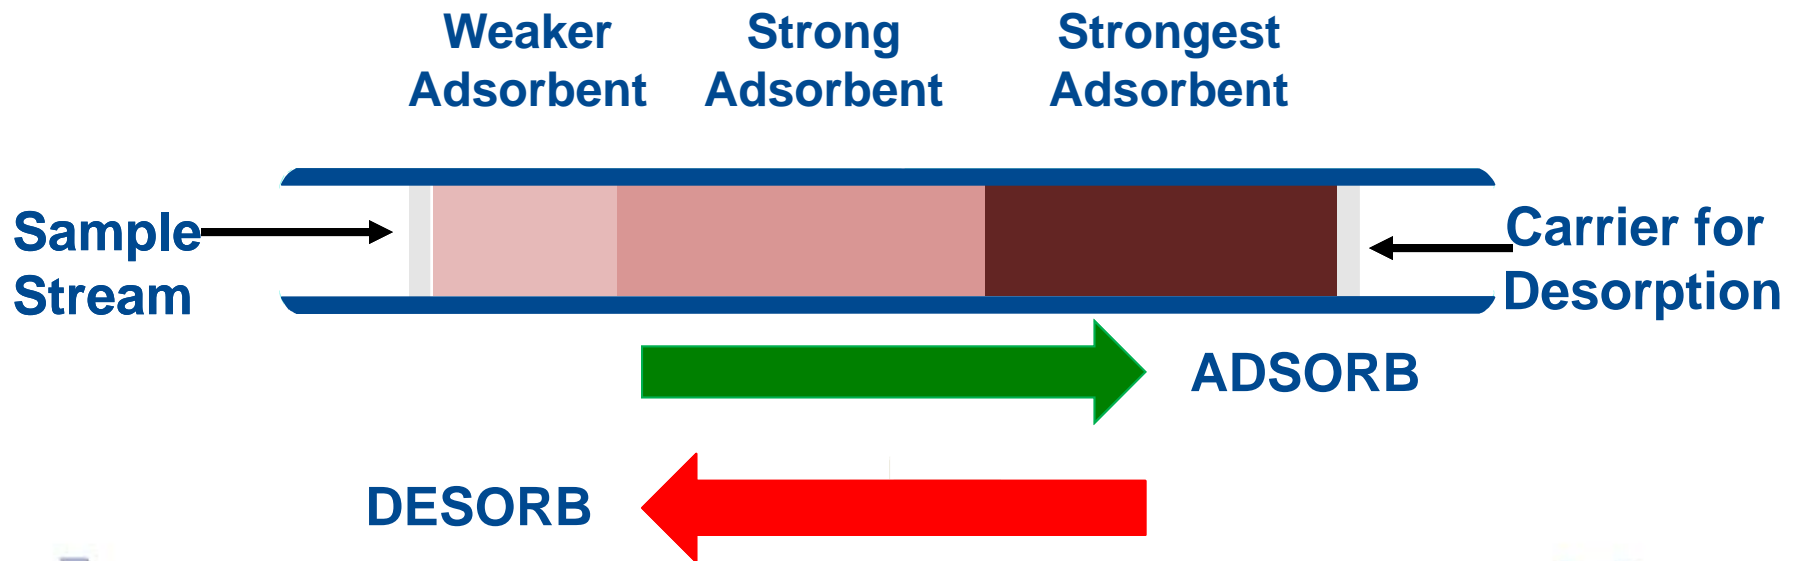 Weaker
Adsorbent
Strong
Adsorbent
Strongest
Adsorbent
Sample
Stream
Carrier for
Desorption
ADSORB
DESORB